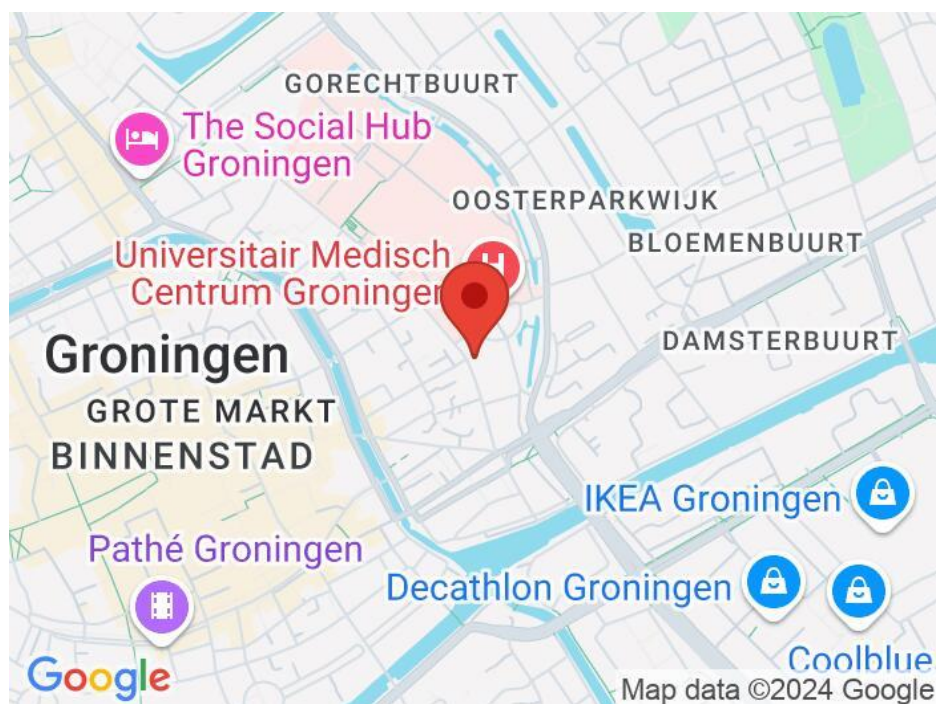 GORECHTBUURT
The Social Hub
Groningen
OOSTERPARKWIJK
BLOEMENBUURT
Universitair Medisch
Centrum Groningen
H
DAMSTERBUURT
Groningen
GROTE MARKT
BINNENSTAD
IKEA Groningen
Pathé Groningen
Decathlon Groningen
Coolblue
Google
Map data ©2024 Google